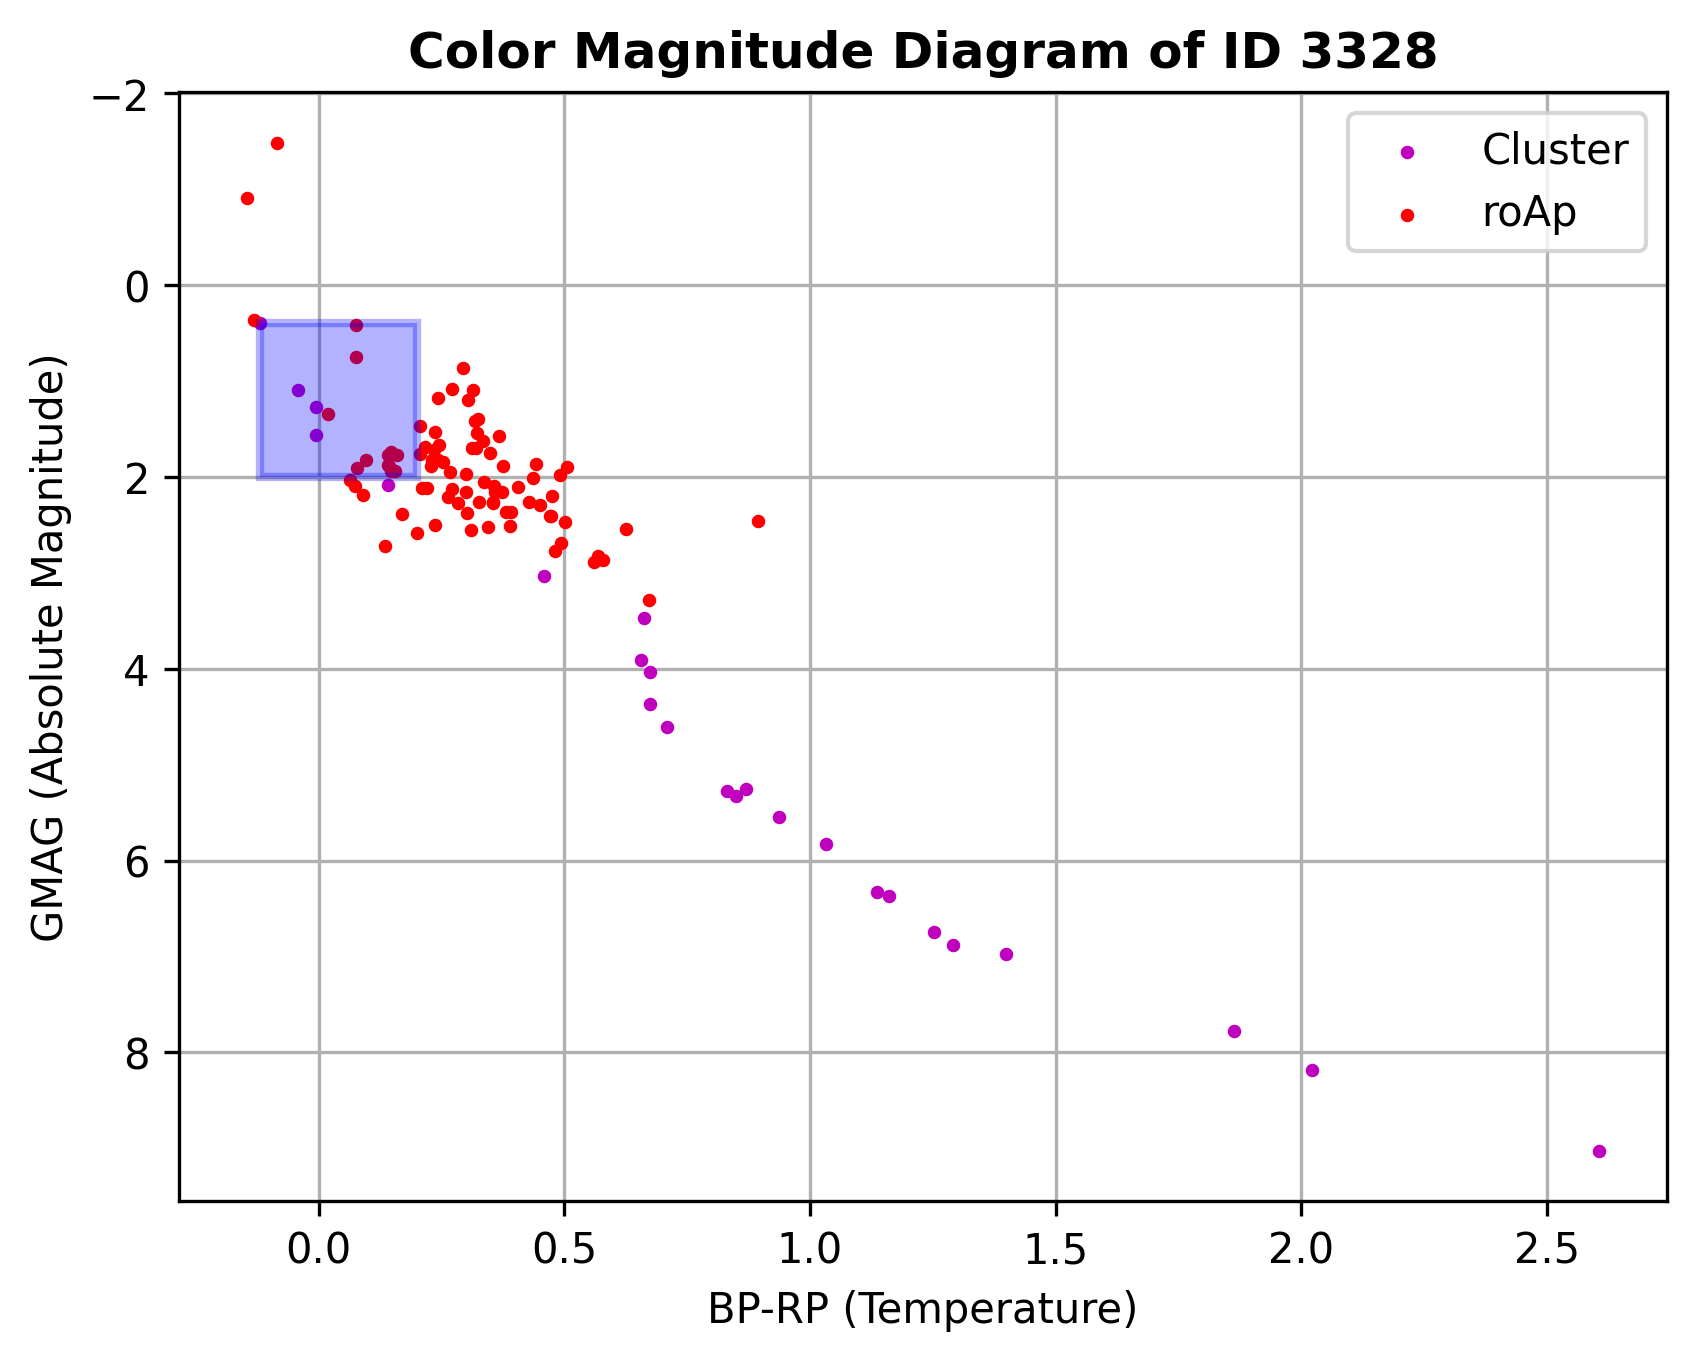 Color Magnitude Diagram of ID 3328
Cluster
roAp
GMAG (Absolute Magnitude)
−2
0
2
4
6
8
0.0 0.5 1.0 1.5 2.0 2.5
BP-RP (Temperature)